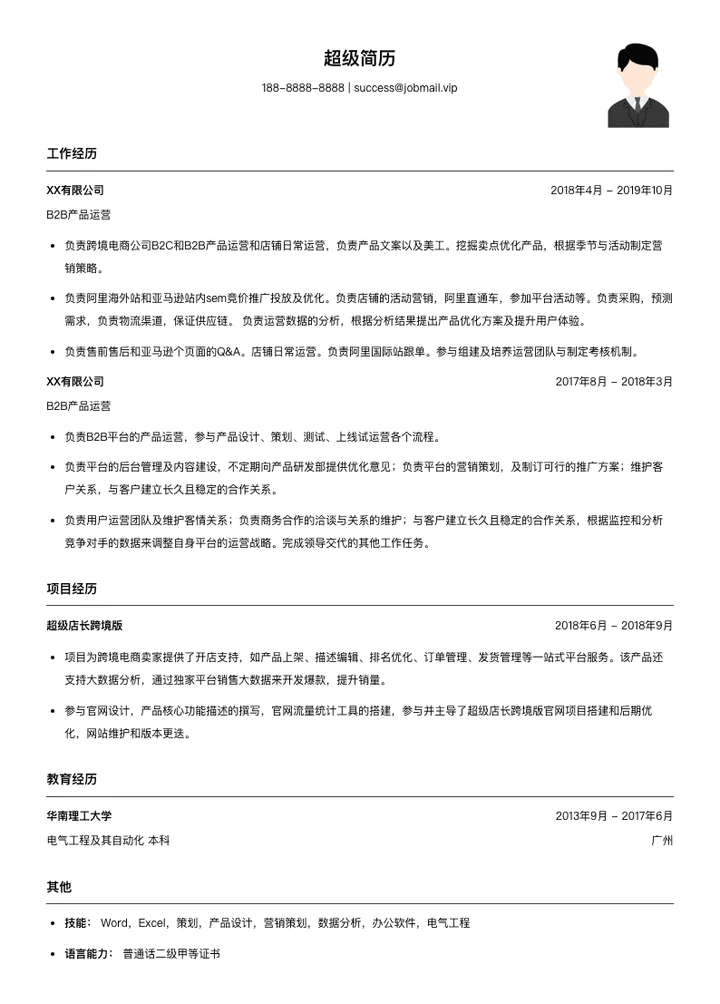 超级简历
188-8888-8888 | success@jobmail.vip
工作经历
XX有限公司 2018年4月 - 2019年10月
B2B产品运营
• 负责跨境电商公司B2C和B2B产品运营和店铺日常运营，负责产品文案以及美工。挖掘卖点优化产品，根据季节与活动制定营
销策略。
• 负责阿里海外站和亚马逊站内sem竞价推广投放及优化。负责店铺的活动营销，阿里直通车，参加平台活动等。负责采购，预测
需求，负责物流渠道，保证供应链。 负责运营数据的分析，根据分析结果提出产品优化方案及提升用户体验。
• 负责售前售后和亚马逊个页面的Q&A。店铺日常运营。负责阿里国际站跟单。参与组建及培养运营团队与制定考核机制。
XX有限公司 2017年8月 - 2018年3月
B2B产品运营
• 负责B2B平台的产品运营，参与产品设计、策划、测试、上线试运营各个流程。
• 负责平台的后台管理及内容建设，不定期向产品研发部提供优化意见；负责平台的营销策划，及制订可行的推广方案；维护客
户关系，与客户建立长久且稳定的合作关系。
• 负责用户运营团队及维护客情关系；负责商务合作的洽谈与关系的维护；与客户建立长久且稳定的合作关系，根据监控和分析
竞争对手的数据来调整自身平台的运营战略。完成领导交代的其他工作任务。
项目经历
超级店长跨境版 2018年6月 - 2018年9月
• 项目为跨境电商卖家提供了开店支持，如产品上架、描述编辑、排名优化、订单管理、发货管理等一站式平台服务。该产品还
支持大数据分析，通过独家平台销售大数据来开发爆款，提升销量。
• 参与官网设计，产品核心功能描述的撰写，官网流量统计工具的搭建，参与并主导了超级店长跨境版官网项目搭建和后期优
化，网站维护和版本更迭。
教育经历
华南理工大学 2013年9月 - 2017年6月
电气工程及其自动化 本科 广州
其他
• 技能： Word，Excel，策划，产品设计，营销策划，数据分析，办公软件，电气工程
• 语言能力： 普通话二级甲等证书